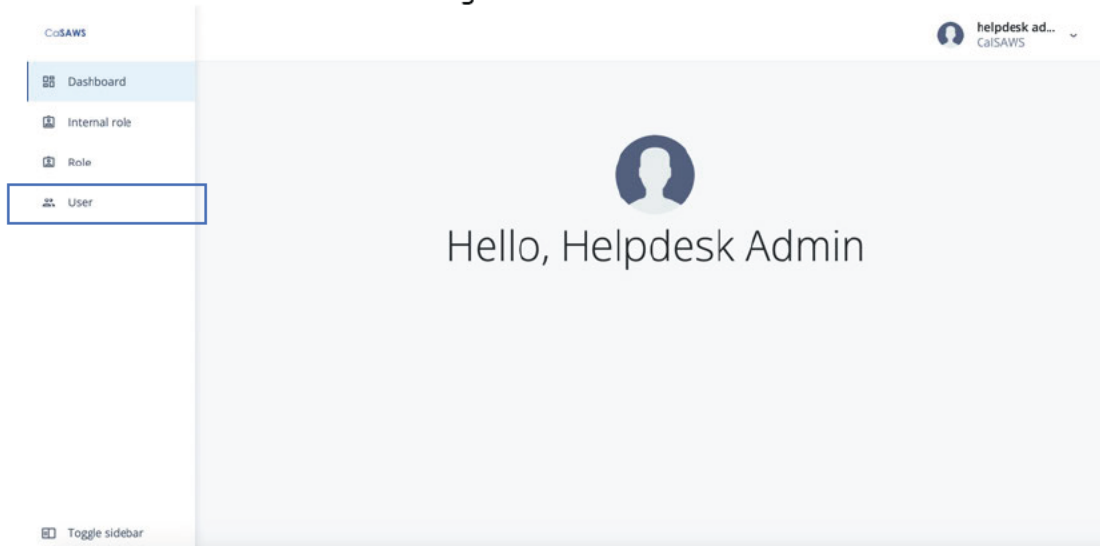 CalSAWS
helpdesk ad...
CalSAWS
Dashboard
Internal role
Role
User
Hello, Helpdesk Admin
Toggle sidebar